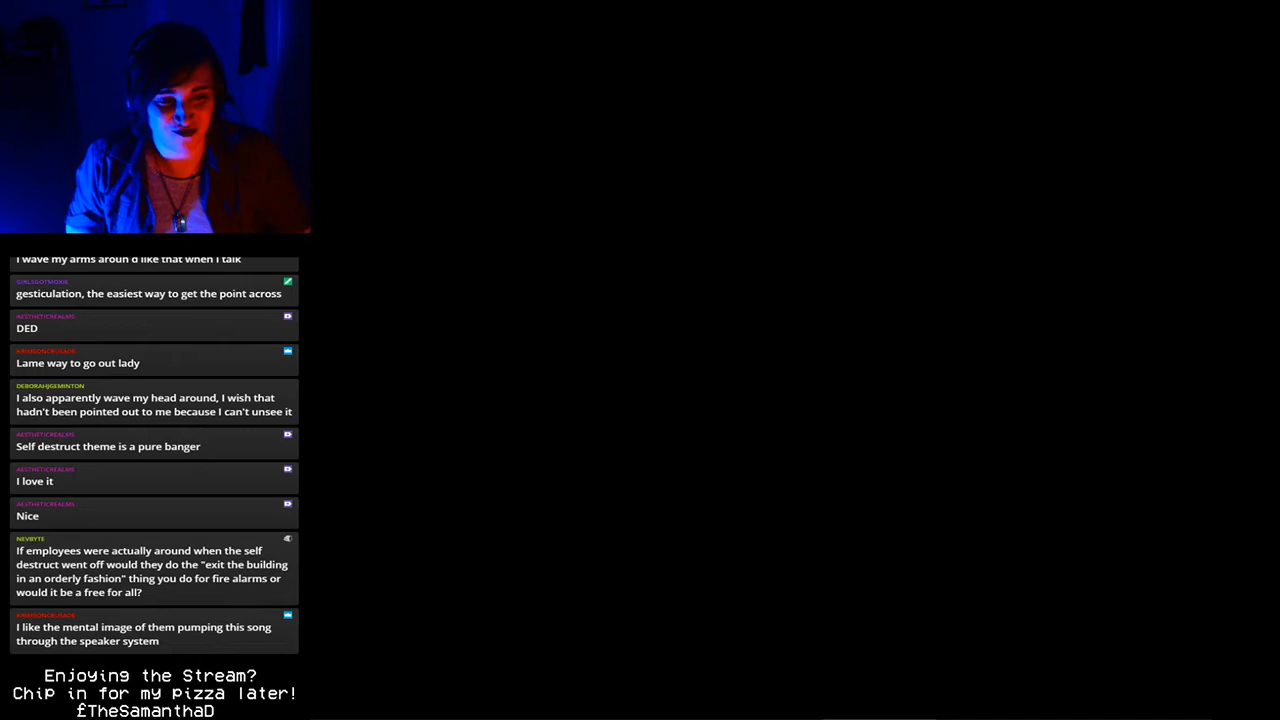 I wave my arms aroun d like that when I talk
GIRLSGOTMOXIE
gesticulation, the easiest way to get the point across
AESTHETICREALMS
DED
KRIMSONCRUSADE
Lame way to go out lady
DEBORAHJGEMINTON
I also apparently wave my head around, I wish that
hadn't been pointed out to me because I can't unsee it
AESTHETICREALMS
Self destruct theme is a pure banger
AESTHETICREALMS
I love it
AESTHETICREALMS
Nice
NEVBYTE
If employees were actually around when the self
destruct went off would they do the "exit the building
in an orderly fashion" thing you do for fire alarms or
would it be a free for all?
KRIMSONCRUSADE
I like the mental image of them pumping this song
through the speaker system
Enjoying the Stream?
Chip in for my pizza later!
£TheSamanthaD